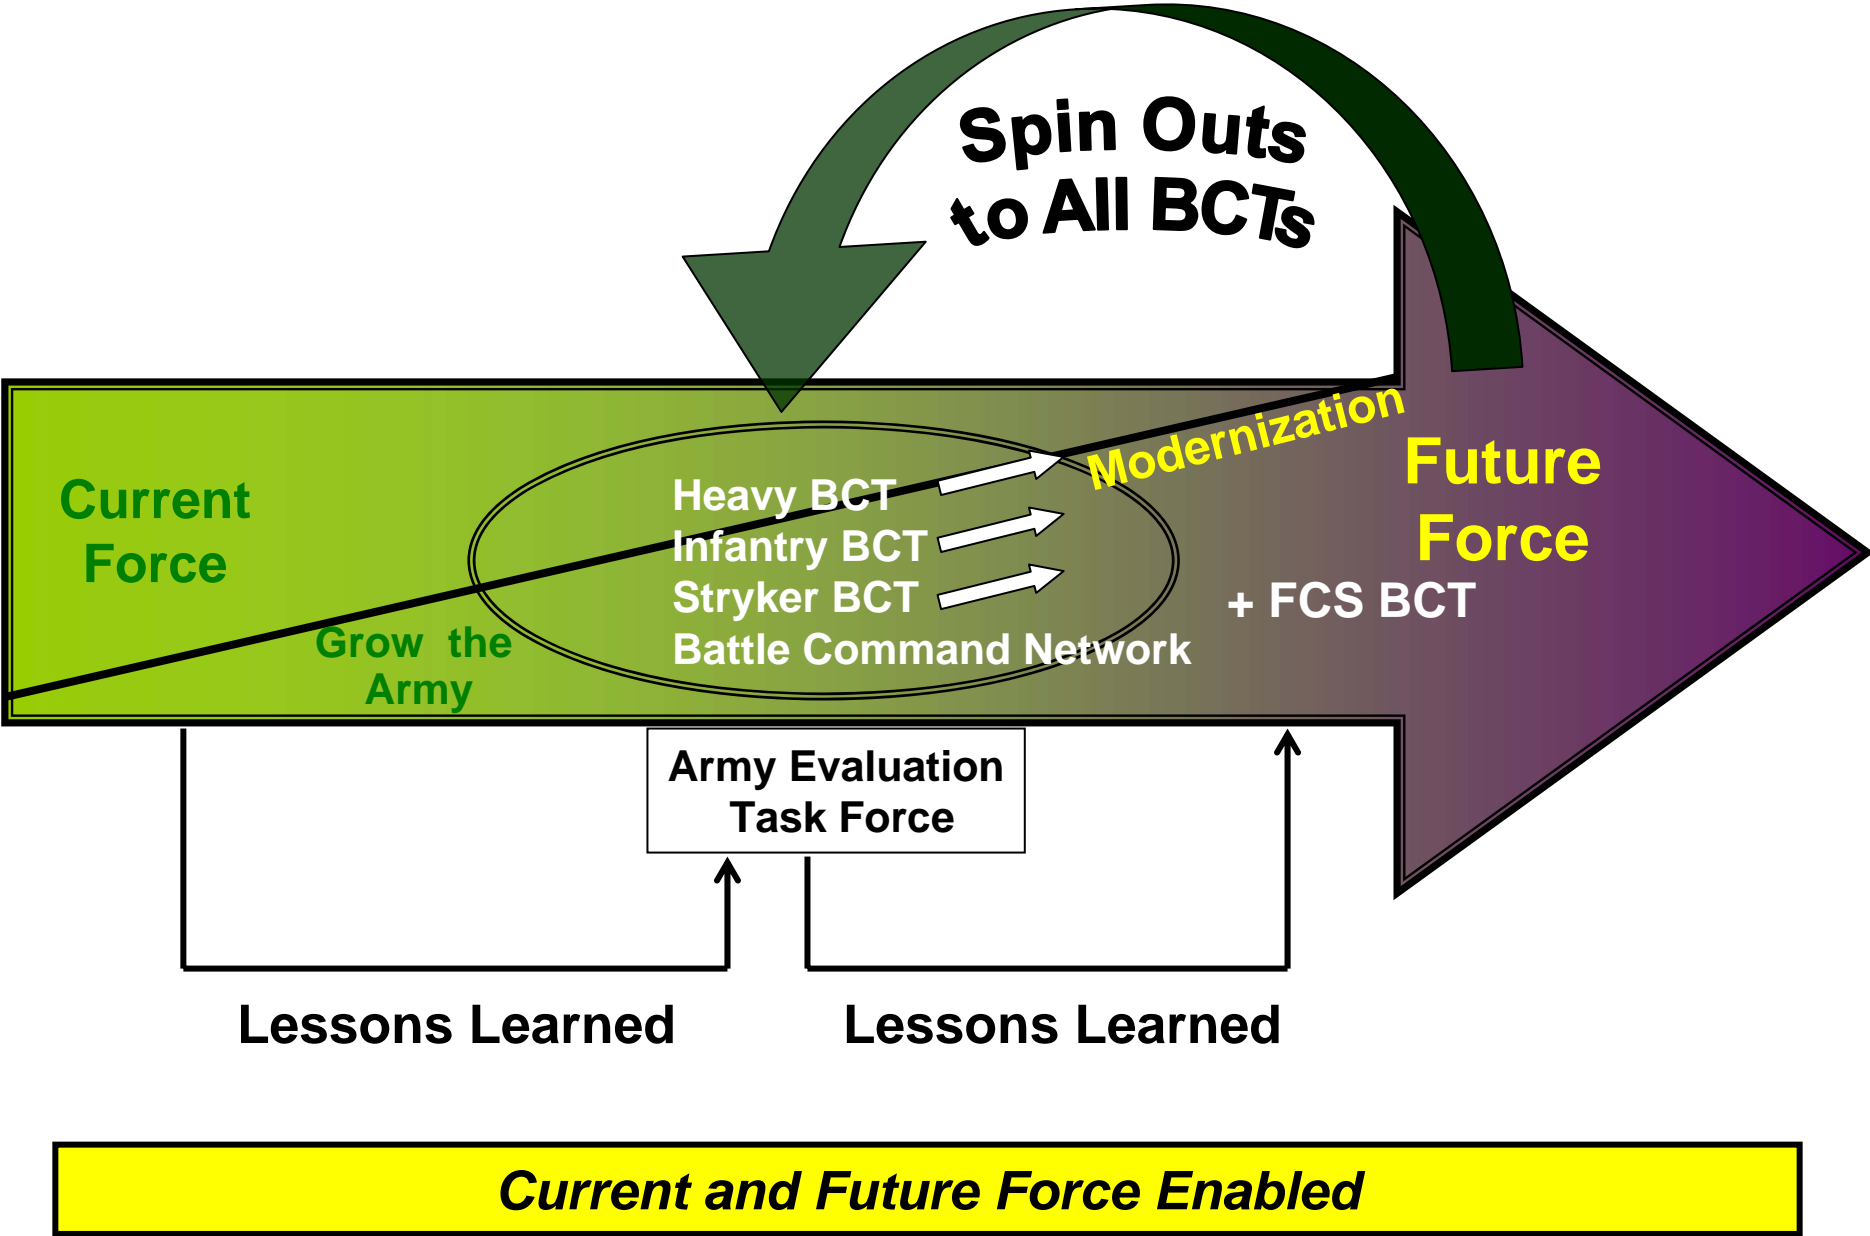 Spin Outs
to All BCTs
Modernization
Current
Force
Future
Force
Heavy BCT
Infantry BCT
Stryker BCT
Battle Command Network
+ FCS BCT
Grow the
Army
Army Evaluation
Task Force
Lessons Learned
Lessons Learned
Current and Future Force Enabled